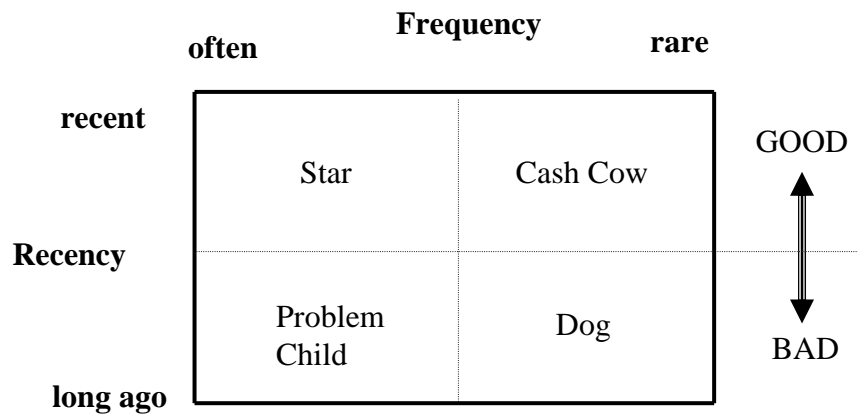 Frequency
often
rare
recent
GOOD
Star
Cash Cow
Recency
Problem
Child
Dog
BAD
long ago